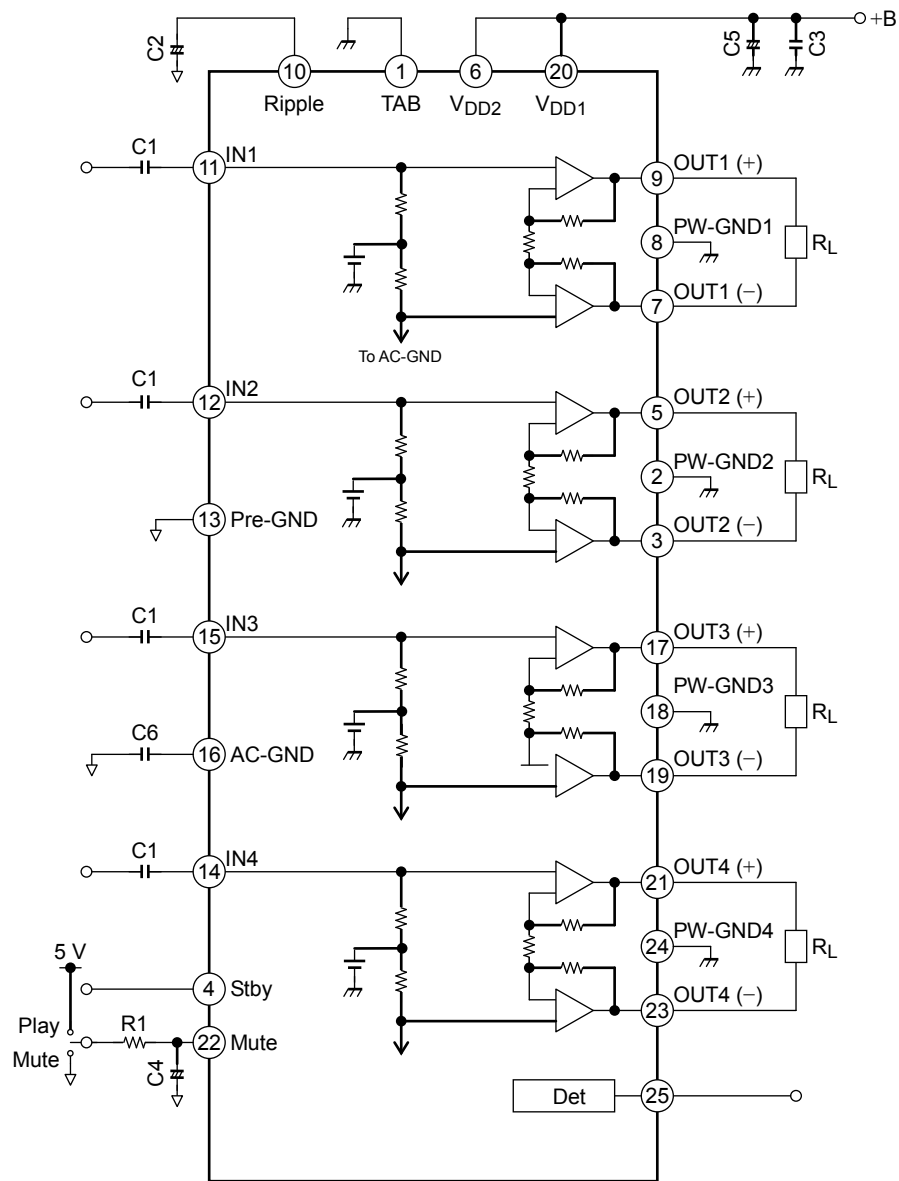 C2
C5
C3
+B
10
1
6
20
Ripple
TAB
VDD2
VDD1
C1
11
IN1
9
OUT1 (+)
8
PW-GND1
RL
7
OUT1 (−)
To AC-GND
C1
12
IN2
5
OUT2 (+)
2
PW-GND2
RL
13
Pre-GND
3
OUT2 (−)
C1
15
IN3
17
OUT3 (+)
18
PW-GND3
RL
C6
16
AC-GND
19
OUT3 (−)
C1
14
IN4
21
OUT4 (+)
24
PW-GND4
RL
5 V
4
Stby
23
OUT4 (−)
Play
R1
22
Mute
Mute
C4
Det
25